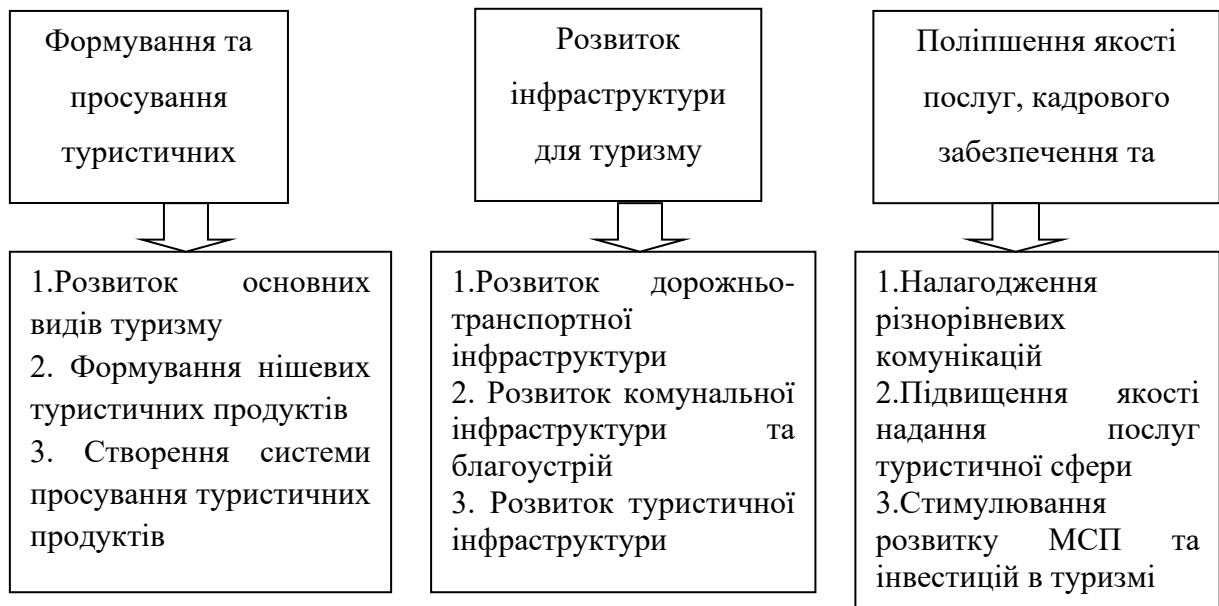 Формування та
просування
туристичних
Розвиток
інфраструктури
для туризму
Поліпшення якості
послуг, кадрового
забезпечення та
1.Розвиток основних
видів туризму
2. Формування нішевих
туристичних продуктів
3. Створення системи
просування туристичних
продуктів
1.Розвиток дорожньо-
транспортної
інфраструктури
2. Розвиток комунальної
інфраструктури та
благоустрій
3. Розвиток туристичної
інфраструктури
1.Налагодження
різнорівневих
комунікацій
2.Підвищення якості
надання послуг
туристичної сфери
3.Стимулювання
розвитку МСП та
інвестицій в туризмі